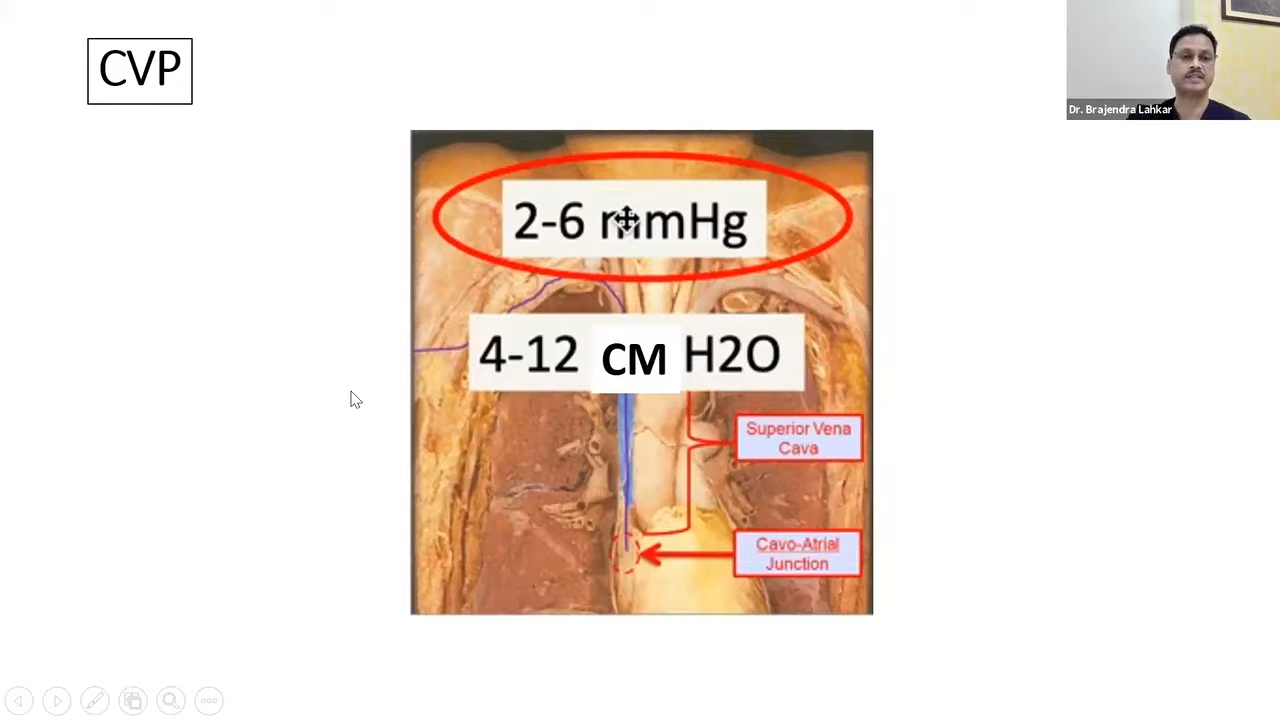 CVP
Dr. Brajendra Lahkar
2-6 mmHg
4-12 CM H2O
Superior Vena
Cava
Cavo-Atrial
Junction